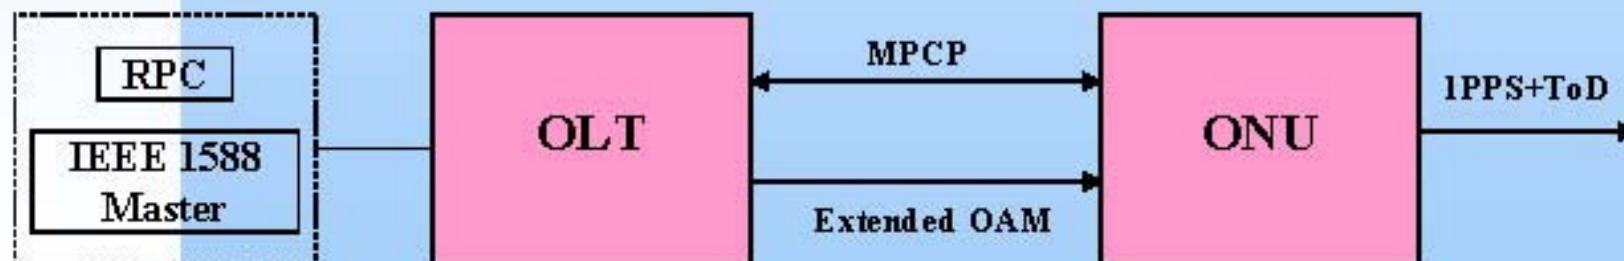 RPC
IEEE 1588
Master
OLT
MPCP
Extended OAM
ONU
1PPS+ToD